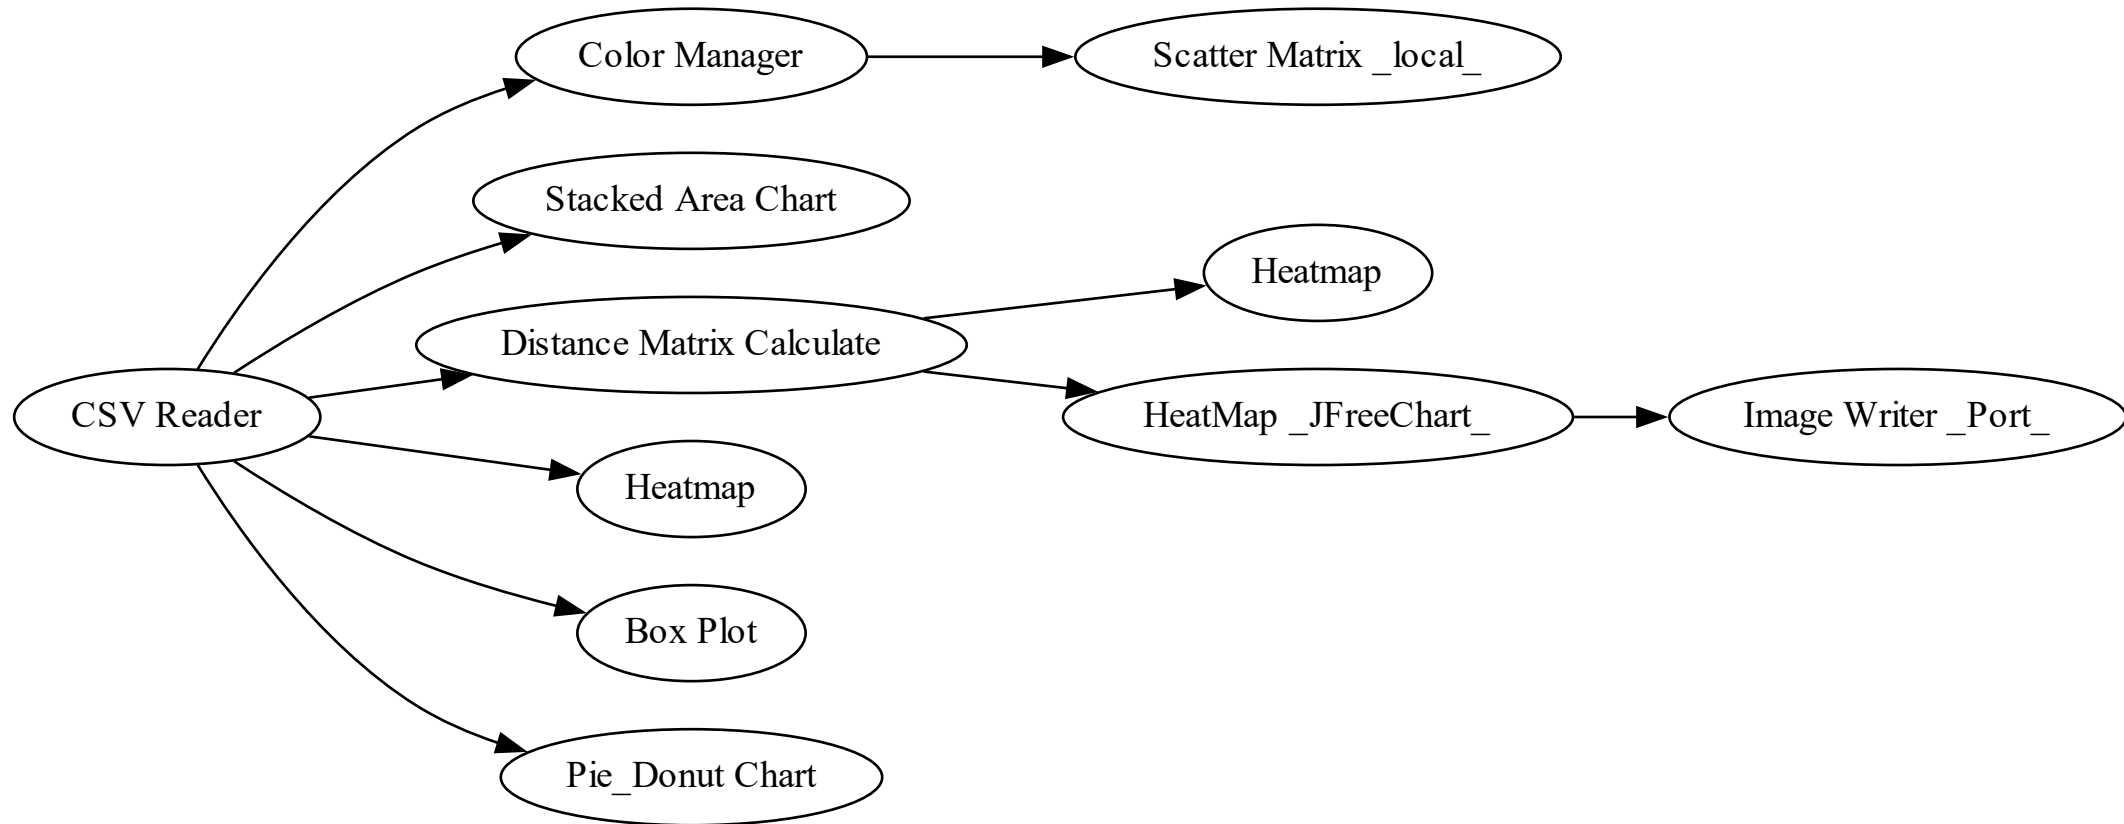 Color Manager
Scatter Matrix _local_
Stacked Area Chart
Heatmap
Distance Matrix Calculate
CSV Reader
HeatMap _JFreeChart_
Image Writer _Port_
Heatmap
Box Plot
Pie_Donut Chart